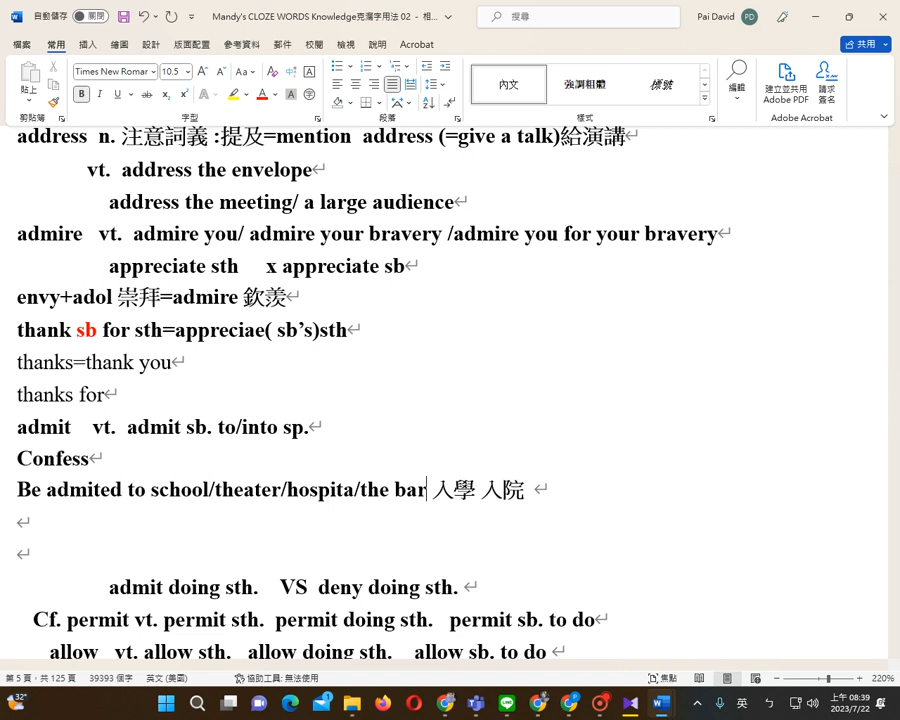 自動儲存 關閉 Mandy's CLOZE WORDS Knowledge克漏字用法 02 - 相... 搜尋 Pai David PD
檔案 常用 插入 繪圖 設計 版面配置 參考資料 郵件 校閱 檢視 說明 Acrobat 共用
貼上 Times New Roman 10.5 內文 強調粗體 標號 編輯 建立並共用 Adobe PDF 請求簽名
剪貼簿 字型 段落 樣式 Adobe Acrobat
address n. 注意詞義 :提及=mention address (=give a talk)給演講
vt. address the envelope
address the meeting/ a large audience
admire vt. admire you/ admire your bravery /admire you for your bravery
appreciate sth x appreciate sb
envy+adol 崇拜=admire 欽羨
thank sb for sth=appreciae( sb’s)sth
thanks=thank you
thanks for
admit vt. admit sb. to/into sp.
Confess
Be admited to school/theater/hospita/the bar 入學 入院
admit doing sth. VS deny doing sth.
Cf. permit vt. permit sth. permit doing sth. permit sb. to do
allow vt. allow sth. allow doing sth. allow sb. to do
第 5 頁，共 125 頁 39393 個字 英文 (美國) 協助工具: 無法使用 焦點 220%
32° 英 上午 08:39
2023/7/22